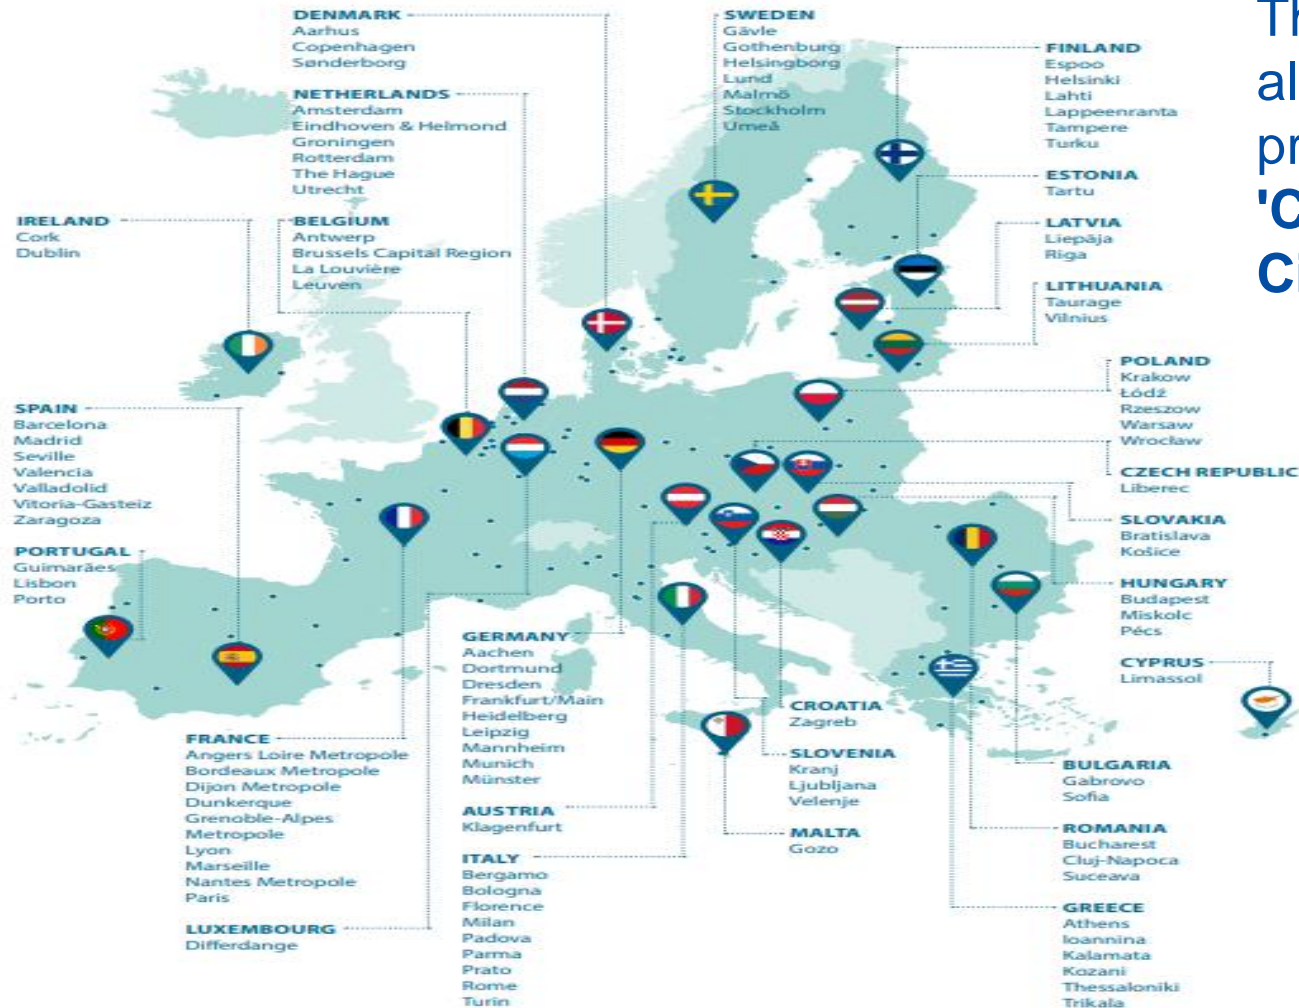 DENMARK
Aarhus
Copenhagen
Sønderborg
NETHERLANDS
Amsterdam
Eindhoven & Helmond
Groningen
Rotterdam
The Hague
Utrecht
BELGIUM
Antwerp
Brussels Capital Region
La Louvière
Leuven
SWEDEN
Gävle
Gothenburg
Helsingborg
Lund
Malmö
Stockholm
Umeå
FINLAND
Espoo
Helsinki
Lahti
Lappeenranta
Tampere
Turku
ESTONIA
Tartu
LATVIA
Liepāja
Riga
LITHUANIA
Taurage
Vilnius
POLAND
Krakow
Łódź
Rzeszow
Warsaw
Wrocław
CZECH REPUBLIC
Liberec
SLOVAKIA
Bratislava
Košice
HUNGARY
Budapest
Miskolc
Pécs
CYPRUS
Limassol
IRELAND
Cork
Dublin
SPAIN
Barcelona
Madrid
Seville
Valencia
Valladolid
Vitoria-Gasteiz
Zaragoza
PORTUGAL
Guimarães
Lisbon
Porto
FRANCE
Angers Loire Metropole
Bordeaux Metropole
Dijon Metropole
Dunkerque
Grenoble-Alpes
Metropole
Lyon
Marseille
Nantes Metropole
Paris
LUXEMBOURG
Differdange
GERMANY
Aachen
Dortmund
Dresden
Frankfurt/Main
Heidelberg
Leipzig
Mannheim
Munich
Münster
AUSTRIA
Klagenfurt
ITALY
Bergamo
Bologna
Florence
Milan
Padova
Parma
Prato
Rome
Turin
CROATIA
Zagreb
SLOVENIA
Kranj
Ljubljana
Velenje
MALTA
Gozo
BULGARIA
Gabrovo
Sofia
ROMANIA
Bucharest
Cluj-Napoca
Suceava
GREECE
Athens
Ioannina
Kalamata
Kozani
Thessaloniki
Trikala